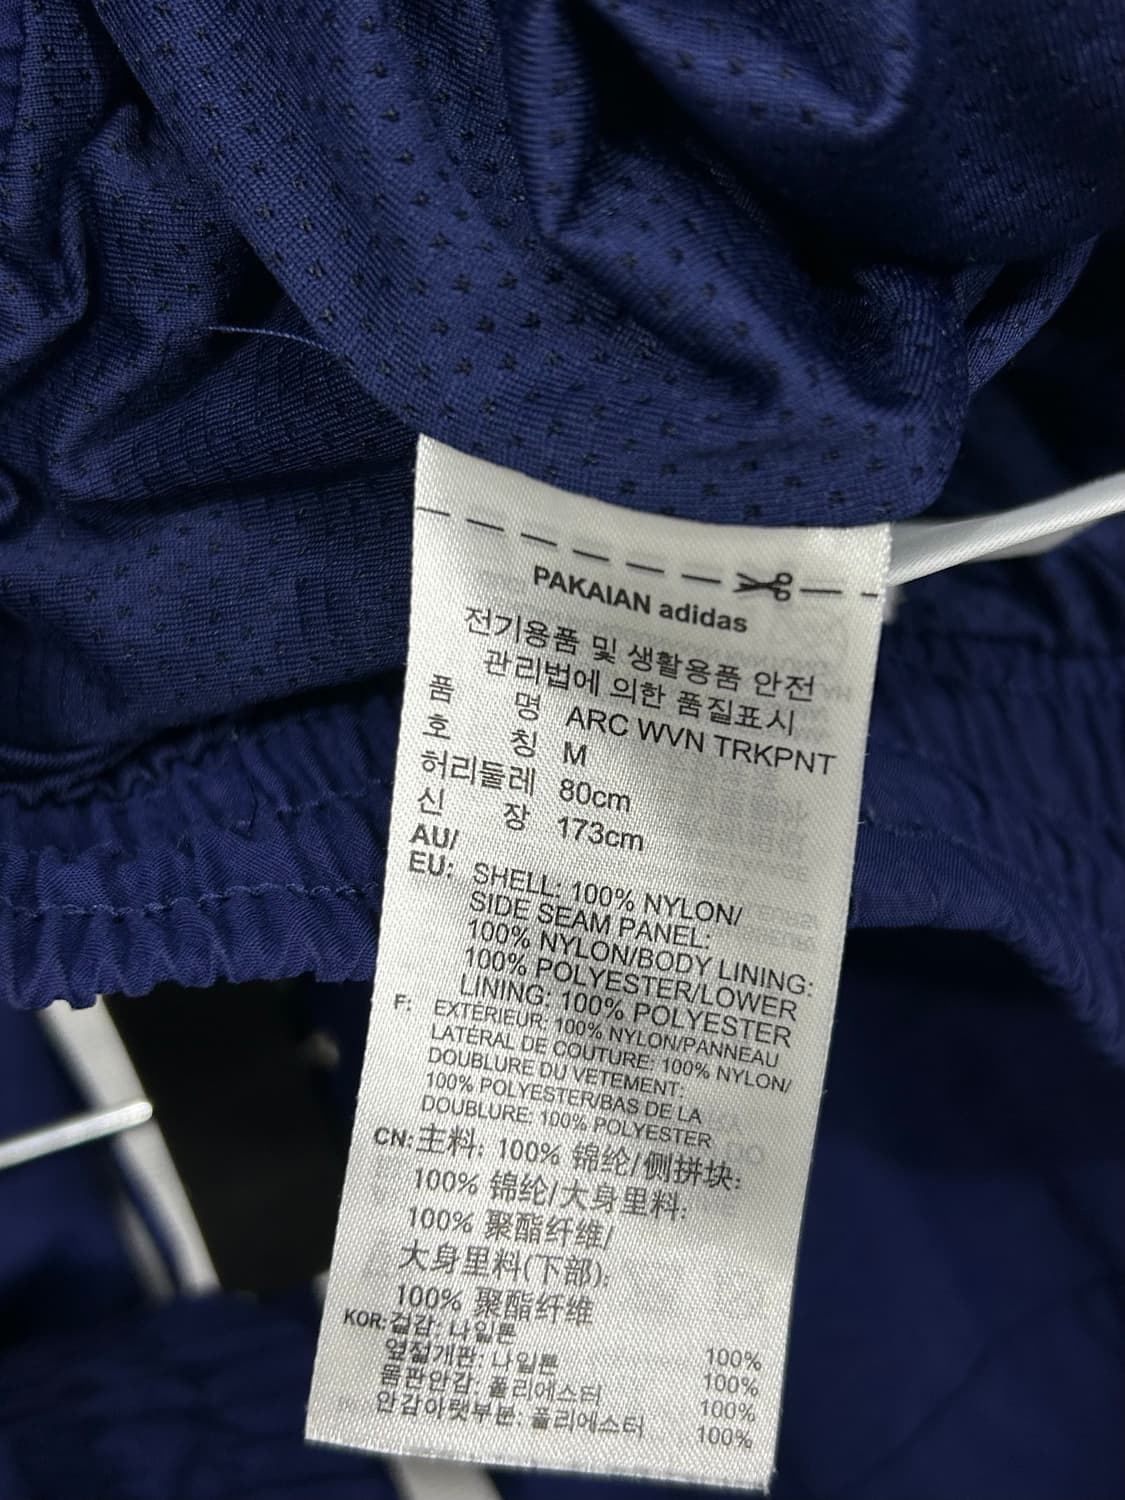 PAKAIAN adidas
전기용품 및 생활용품 안전
관리법에 의한 품질표시
품 명 ARC WVN TRKPNT
호 칭 M
허리둘레 80cm
신 장 173cm
AU/
EU: SHELL: 100% NYLON/
SIDE SEAM PANEL:
100% NYLON/BODY LINING:
100% POLYESTER/LOWER
LINING: 100% POLYESTER
F: EXTERIEUR: 100% NYLON/PANNEAU
LATERAL DE COUTURE: 100% NYLON/
DOUBLURE DU VETEMENT:
100% POLYESTER/BAS DE LA
DOUBLURE: 100% POLYESTER
CN: 主料: 100% 锦纶/侧拼块:
100% 锦纶/大身里料:
100% 聚酯纤维/
大身里料(下部):
100% 聚酯纤维
KOR: 겉감: 나일론 100%
옆절개판: 나일론 100%
몸판안감: 폴리에스터 100%
안감아랫부분: 폴리에스터 100%